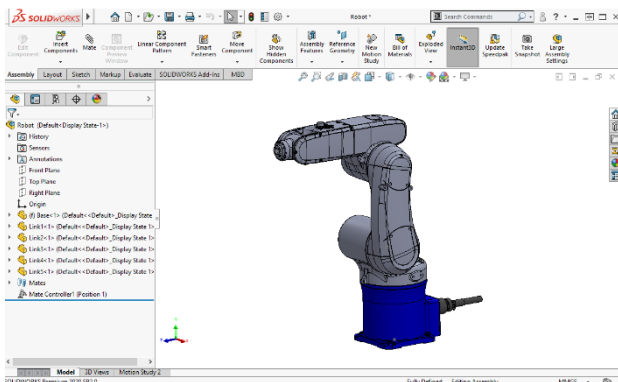 SOLIDWORKS
Robot *
Search Commands
Edit Component
Insert Components
Mate
Component Preview Window
Linear Component Pattern
Smart Fasteners
Move Component
Show Hidden Components
Assembly Features
Reference Geometry
New Motion Study
Bill of Materials
Exploded View
Instant3D
Update Speedpak
Take Snapshot
Large Assembly Settings
Assembly Layout Sketch Markup Evaluate SOLIDWORKS Add-Ins MBD
Robot (Default<Display State-1>)
History
Sensors
Annotations
Front Plane
Top Plane
Right Plane
Origin
(f) Base<1> (Default<<Default>_Display State
Link1<1> (Default<<Default>_Display State 1>
Link2<1> (Default<<Default>_Display State 1>
Link3<1> (Default<<Default>_Display State 1>
Link4<1> (Default<<Default>_Display State 1>
Link5<1> (Default<<Default>_Display State 1>
Mates
Mate Controller1 (Position 1)
Model 3D Views Motion Study 2
SOLIDWORKS Premium 2020 SP2.0
Fully Defined Editing Assembly MMGS